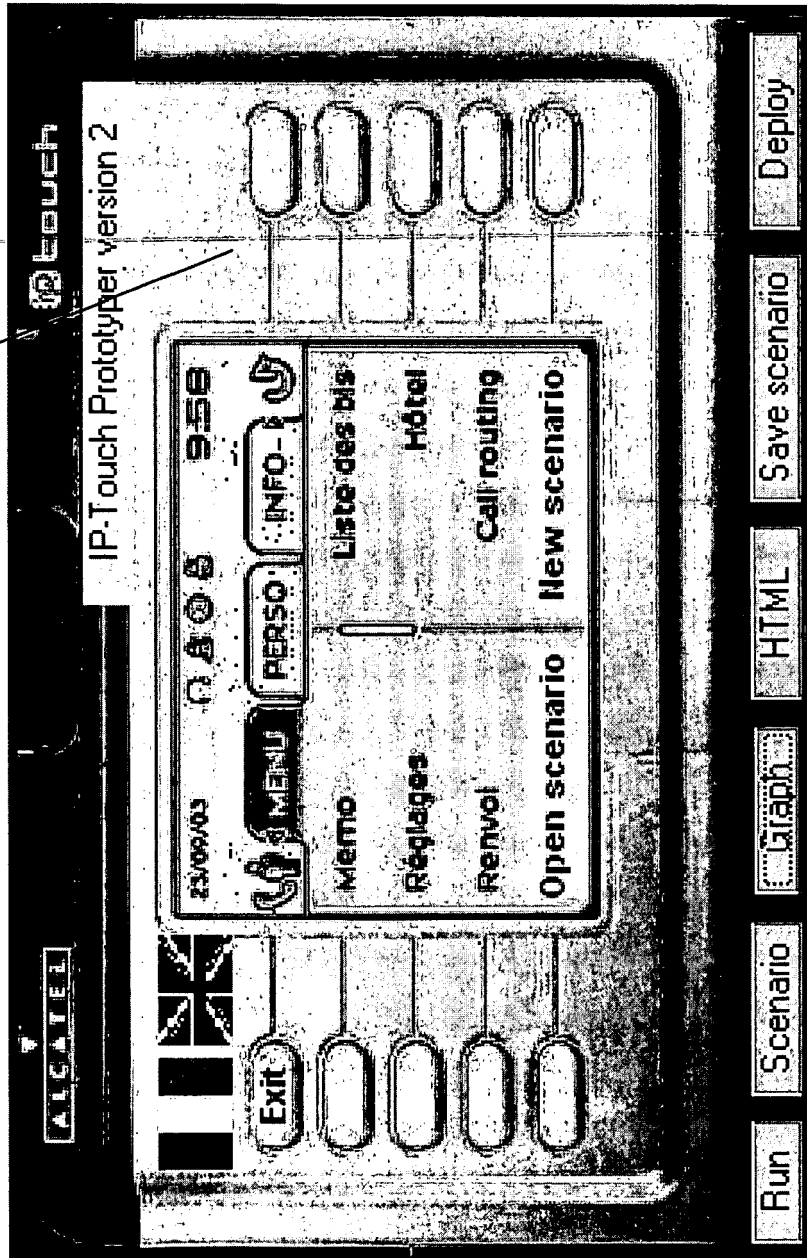 ALCATEL
ip touch
IP-Touch Prototyper version 2
Exit
23/09/03
9:58
MENU
PERSO
INFO
Memo
Liste des bis
Réglages
Hôtel
Renvoi
Call routing
Open scenario
New scenario
Run
Scenario
Graph
HTML
Save scenario
Deploy